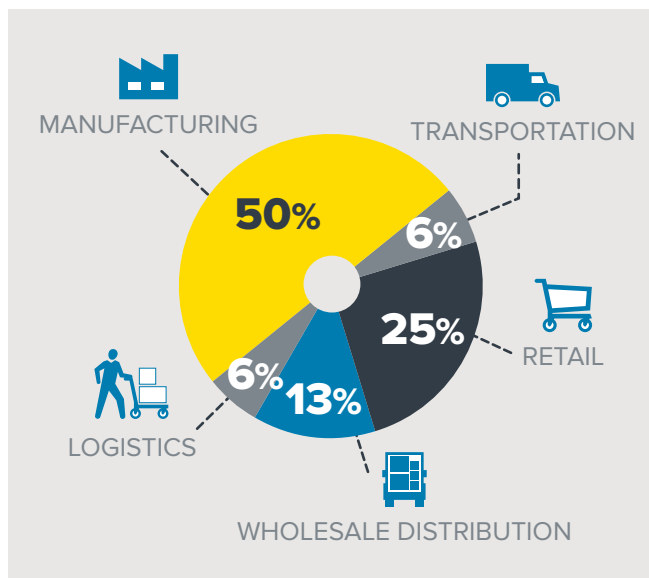 MANUFACTURING
TRANSPORTATION
50%
6%
25%
RETAIL
6%
13%
LOGISTICS
WHOLESALE DISTRIBUTION